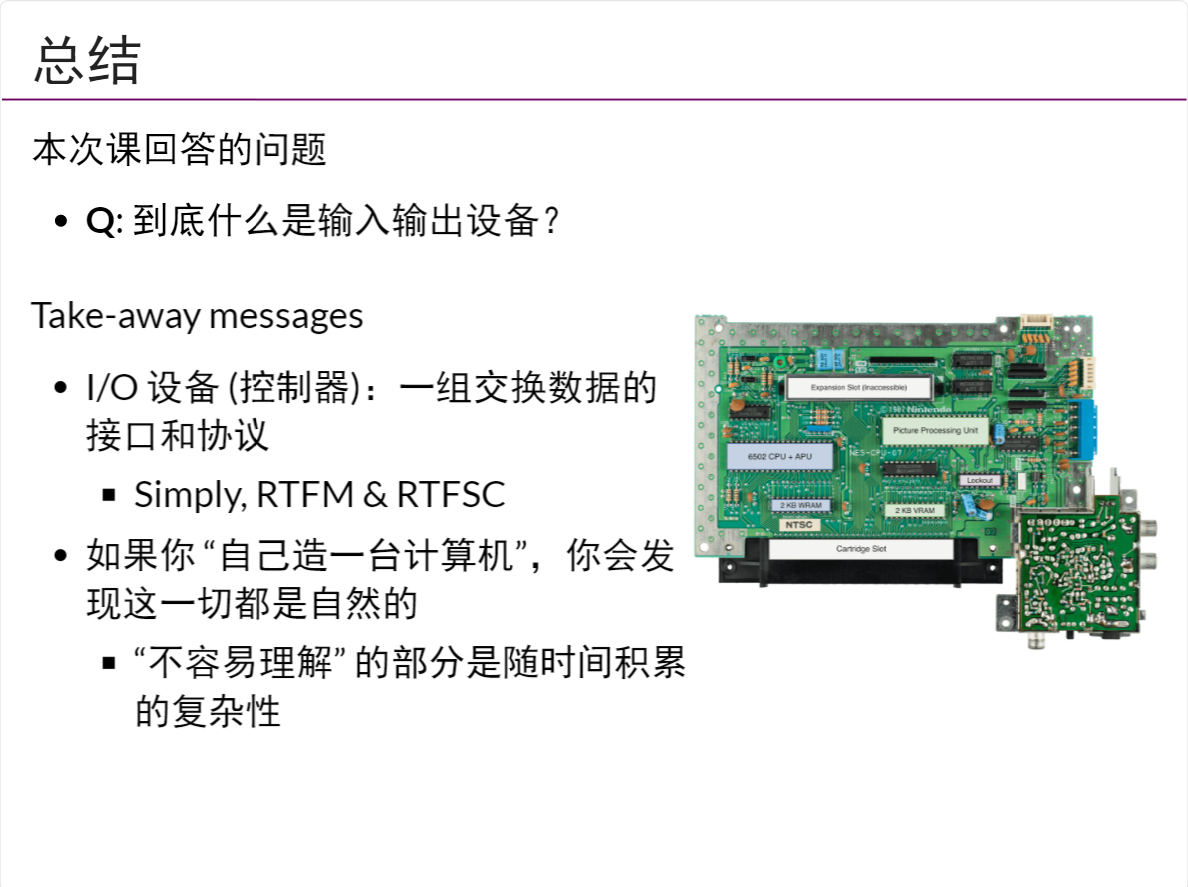 总结
本次课回答的问题
• Q: 到底什么是输入输出设备？
Take-away messages
• I/O 设备 (控制器)：一组交换数据的
接口和协议
▪ Simply, RTFM & RTFSC
• 如果你 “自己造一台计算机”，你会发
现这一切都是自然的
▪ “不容易理解” 的部分是随时间积累
的复杂性
Expansion Slot (Inaccessible)
Nintendo
Picture Processing Unit
6502 CPU + APU
NES-CPU-07
Lockout
2 KB WRAM
2 KB VRAM
NTSC
Cartridge Slot